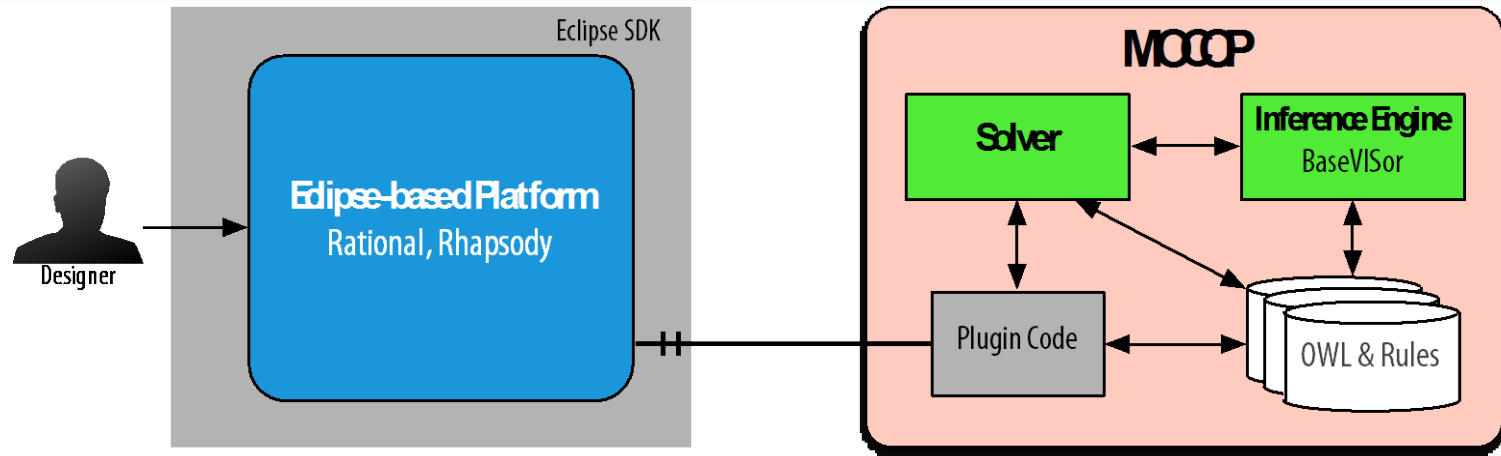 Eclipse SDK
MOCOP
Solver
Inference Engine
BaseVISor
Eclipse-based Platform
Rational, Rhapsody
Designer
Plugin Code
OWL & Rules